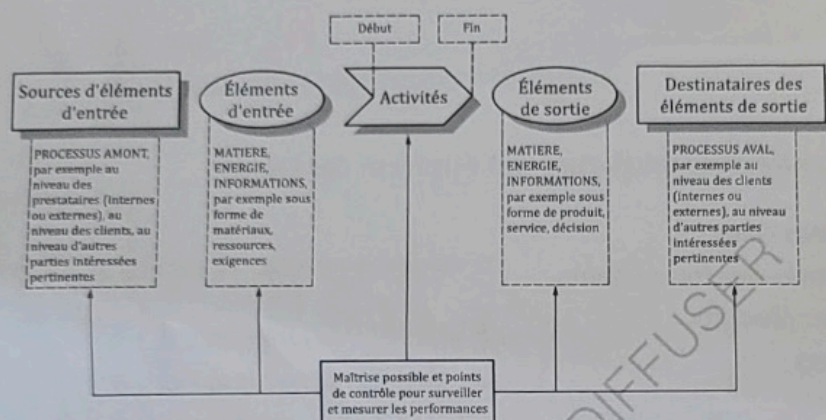 Début
Fin
Sources d'éléments
d'entrée
Éléments
d'entrée
Activités
Éléments
de sortie
Destinataires des
éléments de sortie
PROCESSUS AMONT,
par exemple au
niveau des
prestataires (internes
ou externes), au
niveau des clients, au
niveau d'autres
parties intéressées
pertinentes
MATIERE,
ENERGIE,
INFORMATIONS,
par exemple sous
forme de
matériaux,
ressources,
exigences
MATIERE,
ENERGIE,
INFORMATIONS,
par exemple sous
forme de produit,
service, décision
PROCESSUS AVAL,
par exemple au
niveau des clients
(internes ou
externes), au niveau
d'autres parties
intéressées
pertinentes
Maîtrise possible et points
de contrôle pour surveiller
et mesurer les performances
DIFFUSER